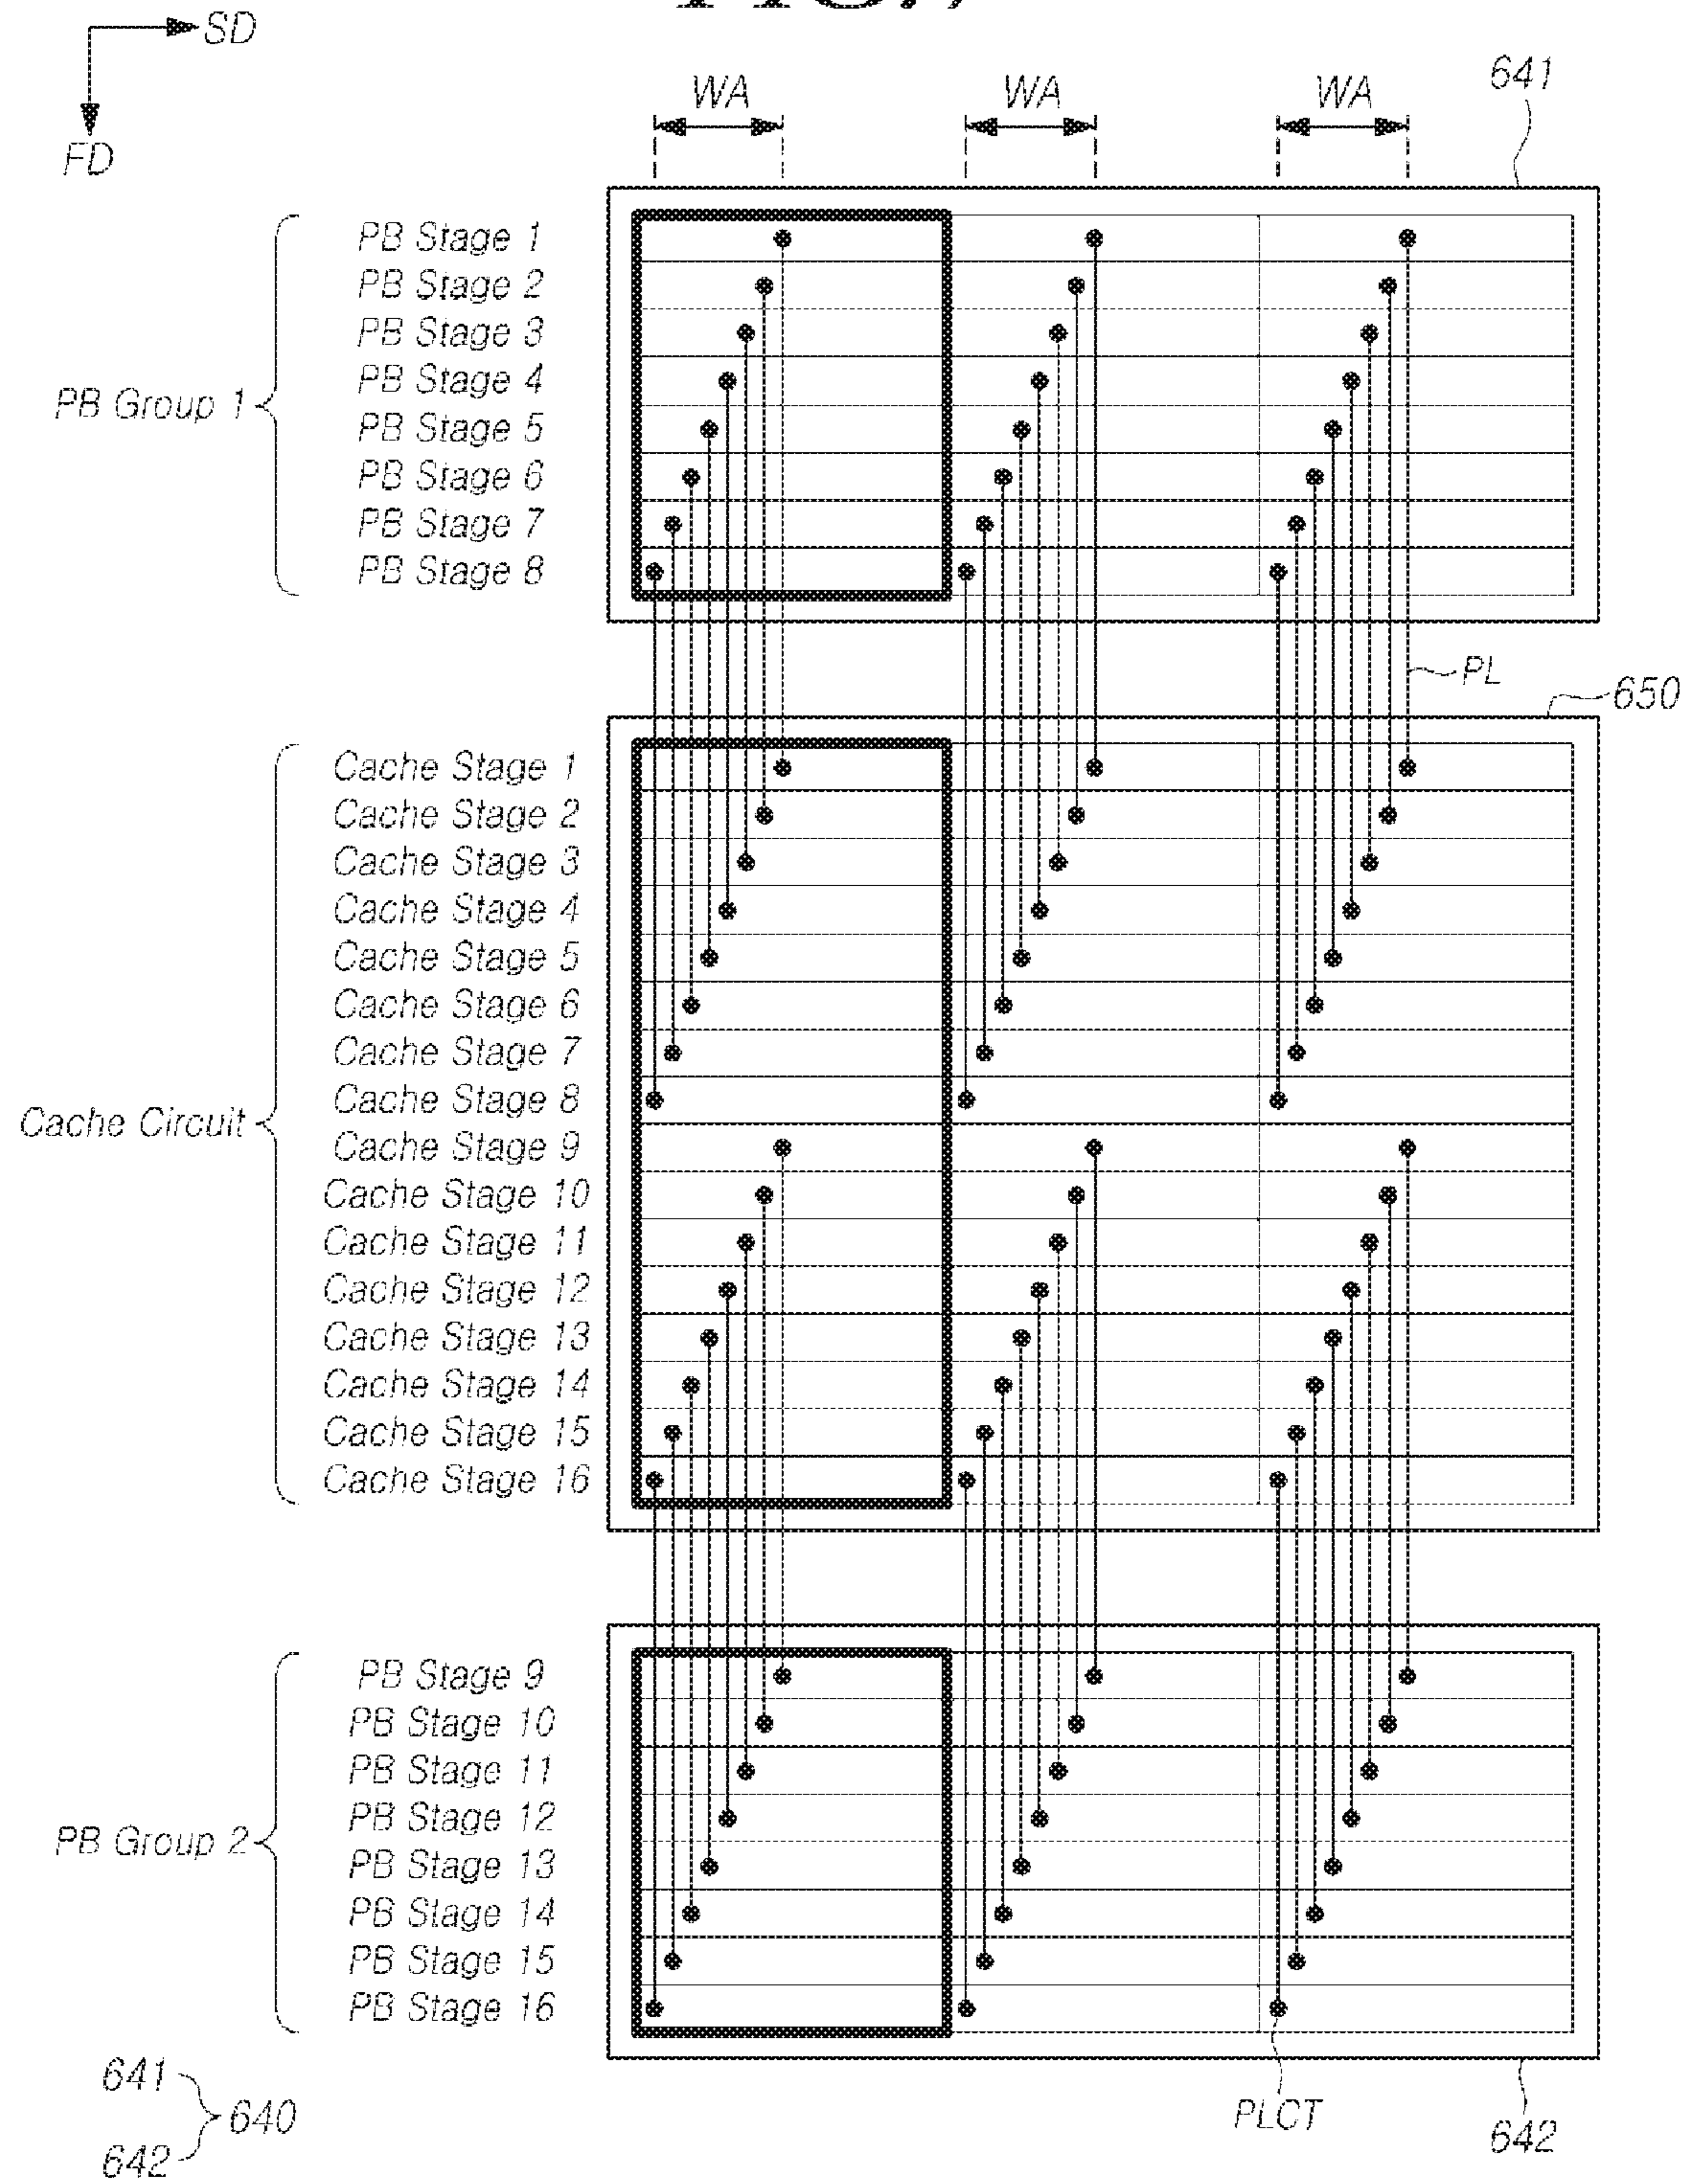 SD
FD
WA WA WA
641
PB Group 1
PB Stage 1
PB Stage 2
PB Stage 3
PB Stage 4
PB Stage 5
PB Stage 6
PB Stage 7
PB Stage 8
PL
650
Cache Circuit
Cache Stage 1
Cache Stage 2
Cache Stage 3
Cache Stage 4
Cache Stage 5
Cache Stage 6
Cache Stage 7
Cache Stage 8
Cache Stage 9
Cache Stage 10
Cache Stage 11
Cache Stage 12
Cache Stage 13
Cache Stage 14
Cache Stage 15
Cache Stage 16
PB Group 2
PB Stage 9
PB Stage 10
PB Stage 11
PB Stage 12
PB Stage 13
PB Stage 14
PB Stage 15
PB Stage 16
641
642
640
PLCT
642